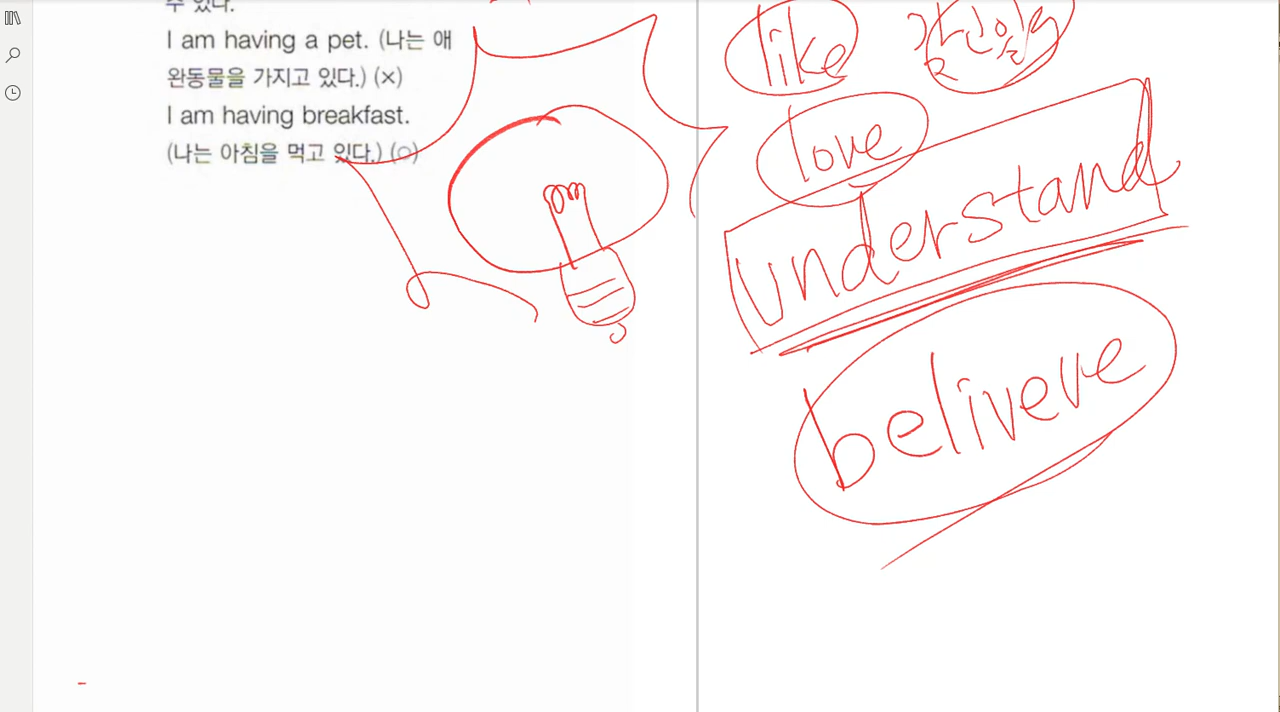 수 있다.
I am having a pet. (나는 애
완동물을 가지고 있다.) (×)
I am having breakfast.
(나는 아침을 먹고 있다.) (○)
like
love
understand
beliveve